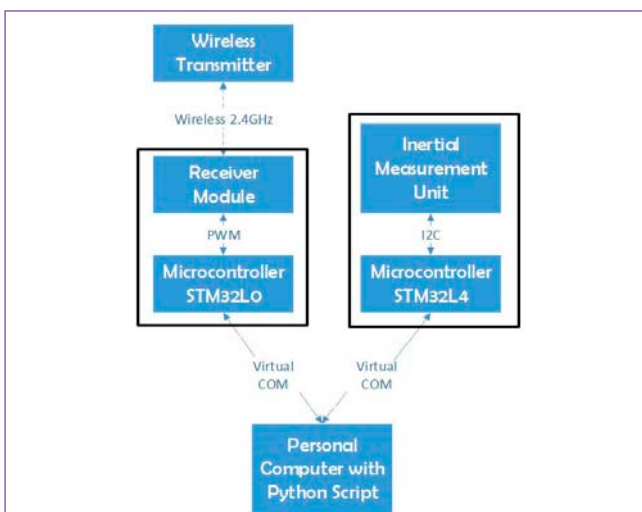 Wireless
Transmitter
Wireless 2.4GHz
Receiver
Module
PWM
Microcontroller
STM32L0
Inertial
Measurement
Unit
I2C
Microcontroller
STM32L4
Virtual
COM
Virtual
COM
Personal
Computer with
Python Script